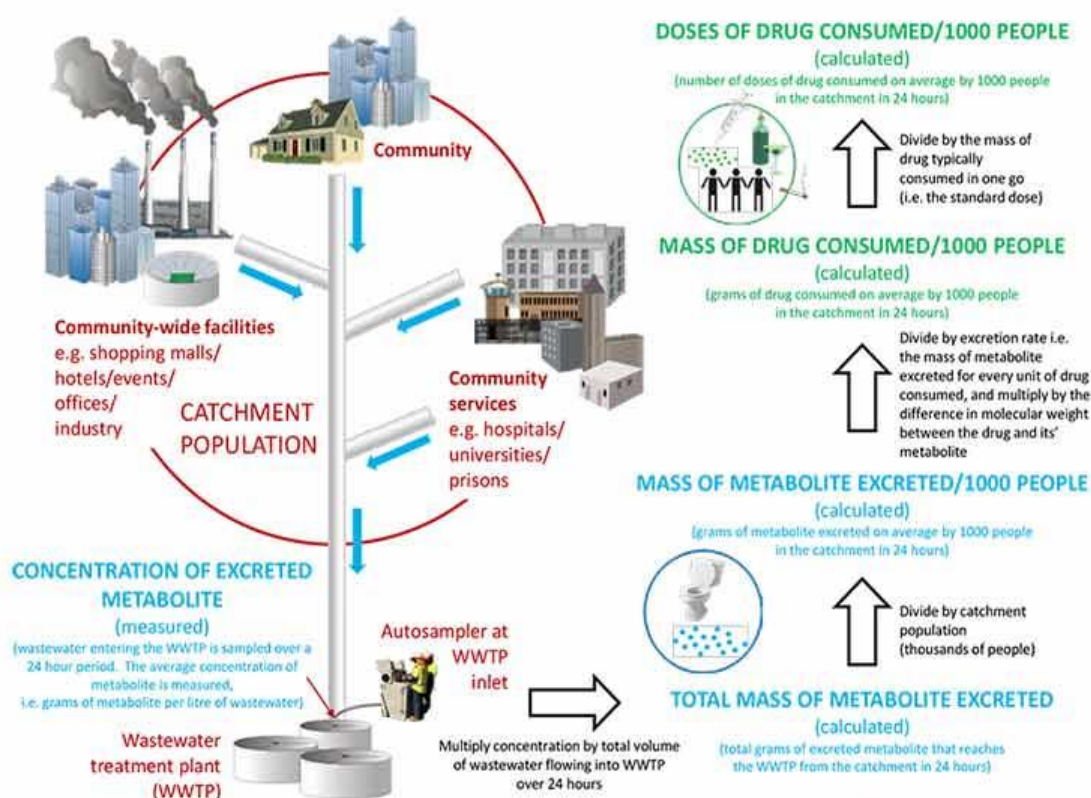 Community
Community-wide facilities
e.g. shopping malls/
hotels/events/
offices/
industry
CATCHMENT
POPULATION
Community
services
e.g. hospitals/
universities/
prisons
CONCENTRATION OF EXCRETED
METABOLITE
(measured)
(wastewater entering the WWTP is sampled over a
24 hour period. The average concentration of
metabolite is measured,
i.e. grams of metabolite per litre of wastewater)
Autosampler at
WWTP
inlet
Wastewater
treatment plant
(WWTP)
Multiply concentration by total volume
of wastewater flowing into WWTP
over 24 hours
DOSES OF DRUG CONSUMED/1000 PEOPLE
(calculated)
(number of doses of drug consumed on average by 1000 people
in the catchment in 24 hours)
Divide by the mass of
drug typically
consumed in one go
(i.e. the standard dose)
MASS OF DRUG CONSUMED/1000 PEOPLE
(calculated)
(grams of drug consumed on average by 1000 people
in the catchment in 24 hours)
Divide by excretion rate i.e.
the mass of metabolite
excreted for every unit of drug
consumed, and multiply by the
difference in molecular weight
between the drug and its'
metabolite
MASS OF METABOLITE EXCRETED/1000 PEOPLE
(calculated)
(grams of metabolite excreted on average by 1000 people
in the catchment in 24 hours)
Divide by catchment
population
(thousands of people)
TOTAL MASS OF METABOLITE EXCRETED
(calculated)
(total grams of excreted metabolite that reaches
the WWTP from the catchment in 24 hours)